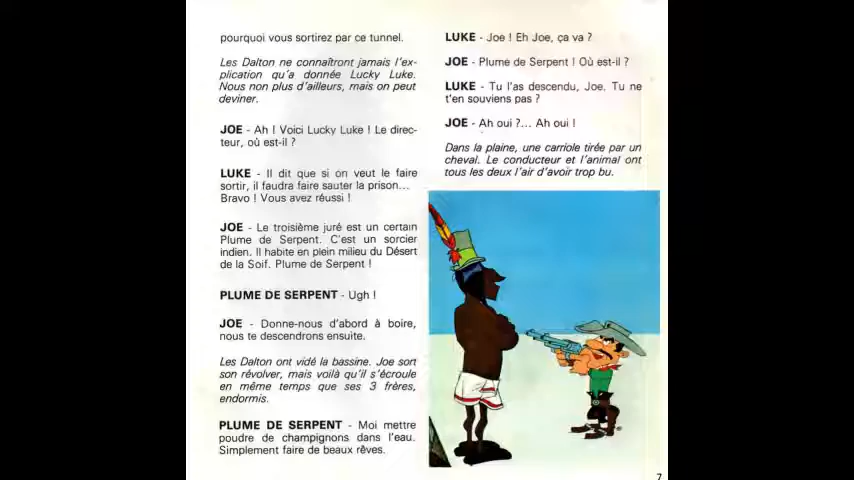 pourquoi vous sortirez par ce tunnel.
Les Dalton ne connaîtront jamais l'ex-
plication qu'a donnée Lucky Luke.
Nous non plus d'ailleurs, mais on peut
deviner.
JOE - Ah ! Voici Lucky Luke ! Le direc-
teur, où est-il ?
LUKE - Il dit que si on veut le faire
sortir, il faudra faire sauter la prison...
Bravo ! Vous avez réussi !
JOE - Le troisième juré est un certain
Plume de Serpent. C'est un sorcier
indien. Il habite en plein milieu du Désert
de la Soif. Plume de Serpent !
PLUME DE SERPENT - Ugh !
JOE - Donne-nous d'abord à boire,
nous te descendrons ensuite.
Les Dalton ont vidé la bassine. Joe sort
son révolver, mais voilà qu'il s'écroule
en même temps que ses 3 frères,
endormis.
PLUME DE SERPENT - Moi mettre
poudre de champignons dans l'eau.
Simplement faire de beaux rêves.
LUKE - Joe ! Eh Joe, ça va ?
JOE - Plume de Serpent ! Où est-il ?
LUKE - Tu l'as descendu, Joe. Tu ne
t'en souviens pas ?
JOE - Ah oui ?... Ah oui !
Dans la plaine, une carriole tirée par un
cheval. Le conducteur et l'animal ont
tous les deux l'air d'avoir trop bu.
7